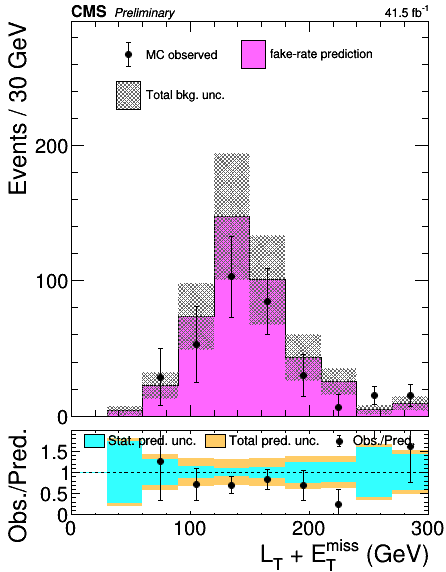 CMS Preliminary 41.5 fb⁻¹
MC observed fake-rate prediction
Total bkg. unc.
Events / 30 GeV
200
100
0
Stat. pred. unc. Total pred. unc. Obs./Pred.
Obs./Pred.
1.5
1
0.5
0
0 100 200 300
L_T + E_T^miss (GeV)